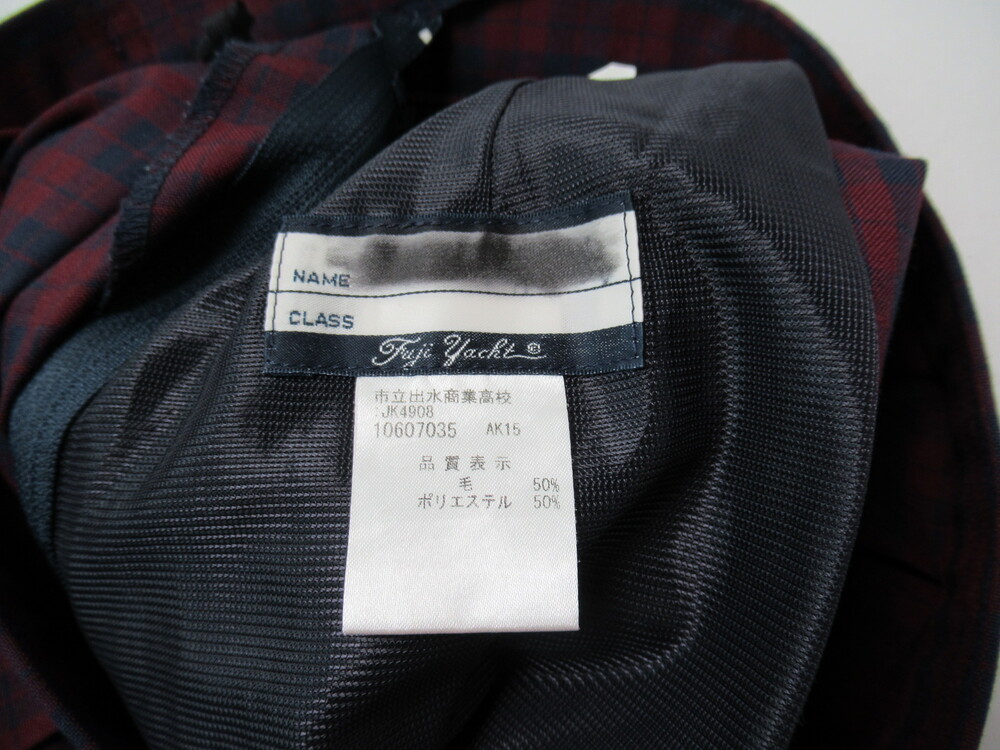 NAME
CLASS
Fuji Yacht ®
市立出水商業高校
:JK4908
10607035 AK15
品質表示
毛 50%
ポリエステル 50%